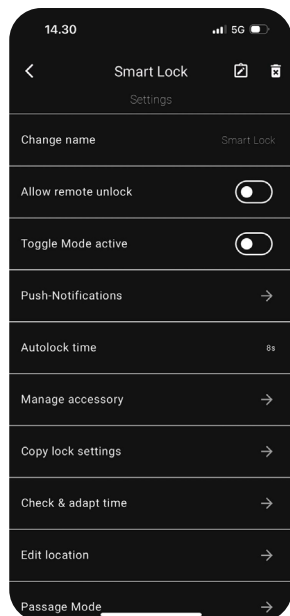 14.30
5G
Smart Lock
Settings
Change name Smart Lock
Allow remote unlock
Toggle Mode active
Push-Notifications
Autolock time 8s
Manage accessory
Copy lock settings
Check & adapt time
Edit location
Passage Mode